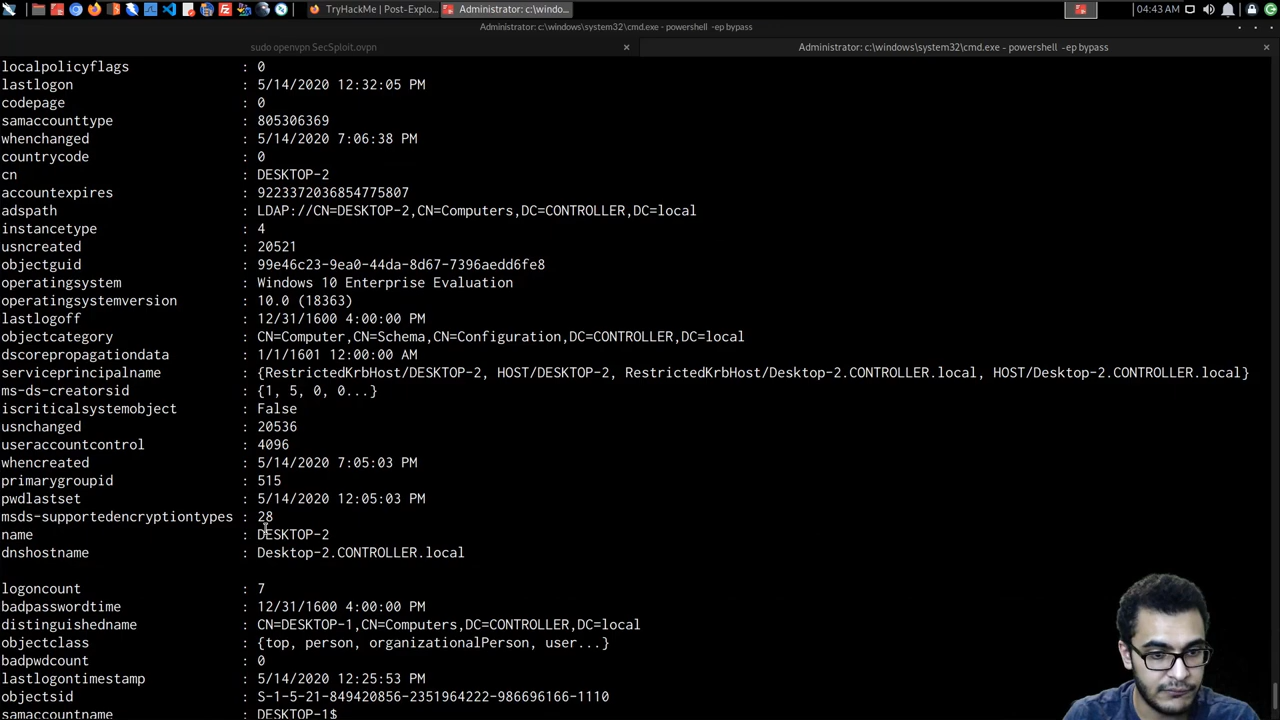 TryHackMe | Post-Explo...
Administrator: c:\windo...
04:43 AM
Administrator: c:\windows\system32\cmd.exe - powershell -ep bypass
sudo openvpn SecSploit.ovpn
Administrator: c:\windows\system32\cmd.exe - powershell -ep bypass
localpolicyflags : 0
lastlogon : 5/14/2020 12:32:05 PM
codepage : 0
samaccounttype : 805306369
whenchanged : 5/14/2020 7:06:38 PM
countrycode : 0
cn : DESKTOP-2
accountexpires : 9223372036854775807
adspath : LDAP://CN=DESKTOP-2,CN=Computers,DC=CONTROLLER,DC=local
instancetype : 4
usncreated : 20521
objectguid : 99e46c23-9ea0-44da-8d67-7396aedd6fe8
operatingsystem : Windows 10 Enterprise Evaluation
operatingsystemversion : 10.0 (18363)
lastlogoff : 12/31/1600 4:00:00 PM
objectcategory : CN=Computer,CN=Schema,CN=Configuration,DC=CONTROLLER,DC=local
dscorepropagationdata : 1/1/1601 12:00:00 AM
serviceprincipalname : {RestrictedKrbHost/DESKTOP-2, HOST/DESKTOP-2, RestrictedKrbHost/Desktop-2.CONTROLLER.local, HOST/Desktop-2.CONTROLLER.local}
ms-ds-creatorsid : {1, 5, 0, 0...}
iscriticalsystemobject : False
usnchanged : 20536
useraccountcontrol : 4096
whencreated : 5/14/2020 7:05:03 PM
primarygroupid : 515
pwdlastset : 5/14/2020 12:05:03 PM
msds-supportedencryptiontypes : 28
name : DESKTOP-2
dnshostname : Desktop-2.CONTROLLER.local
logoncount : 7
badpasswordtime : 12/31/1600 4:00:00 PM
distinguishedname : CN=DESKTOP-1,CN=Computers,DC=CONTROLLER,DC=local
objectclass : {top, person, organizationalPerson, user...}
badpwdcount : 0
lastlogontimestamp : 5/14/2020 12:25:53 PM
objectsid : S-1-5-21-849420856-2351964222-986696166-1110
samaccountname : DESKTOP-1$